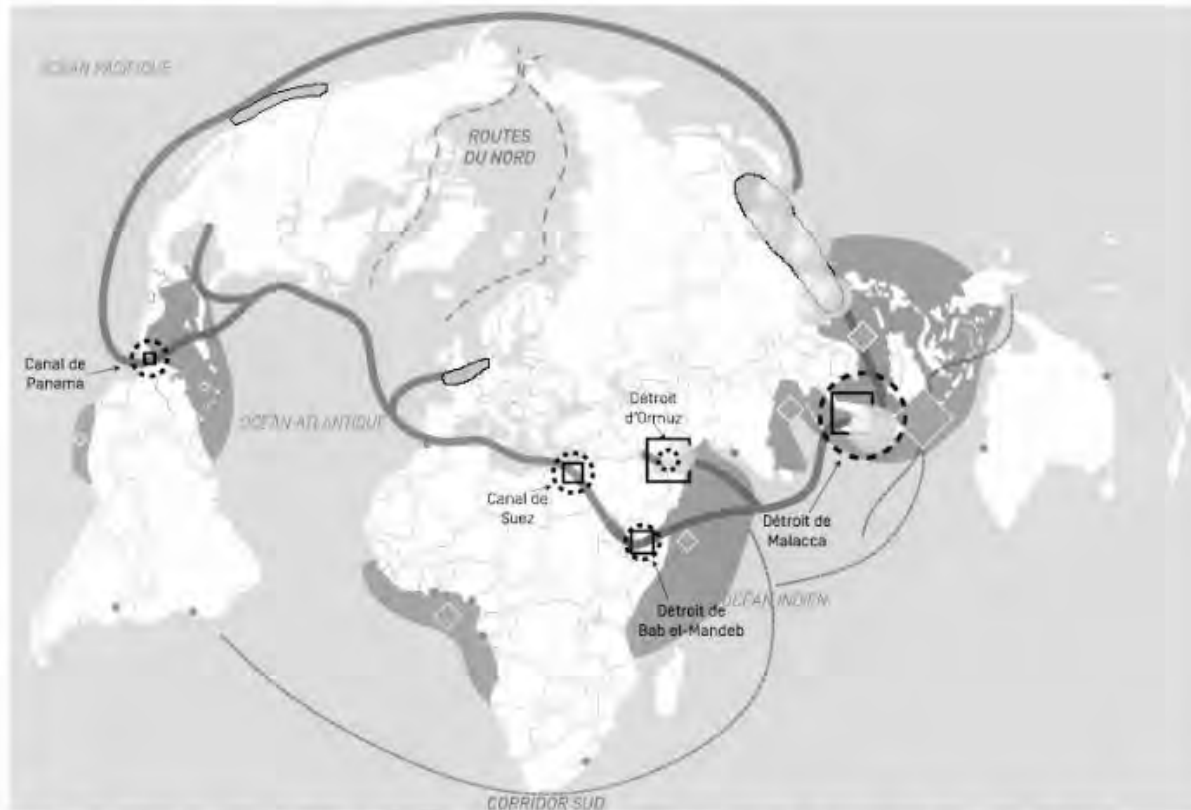 OCÉAN PACIFIQUE
N
ROUTES
DU NORD
Canal de
Panama
OCÉAN ATLANTIQUE
Détroit
d'Ormuz
Canal de
Suez
Détroit de
Malacca
OCÉAN INDIEN
Détroit de
Bab el-Mandeb
CORRIDOR SUD